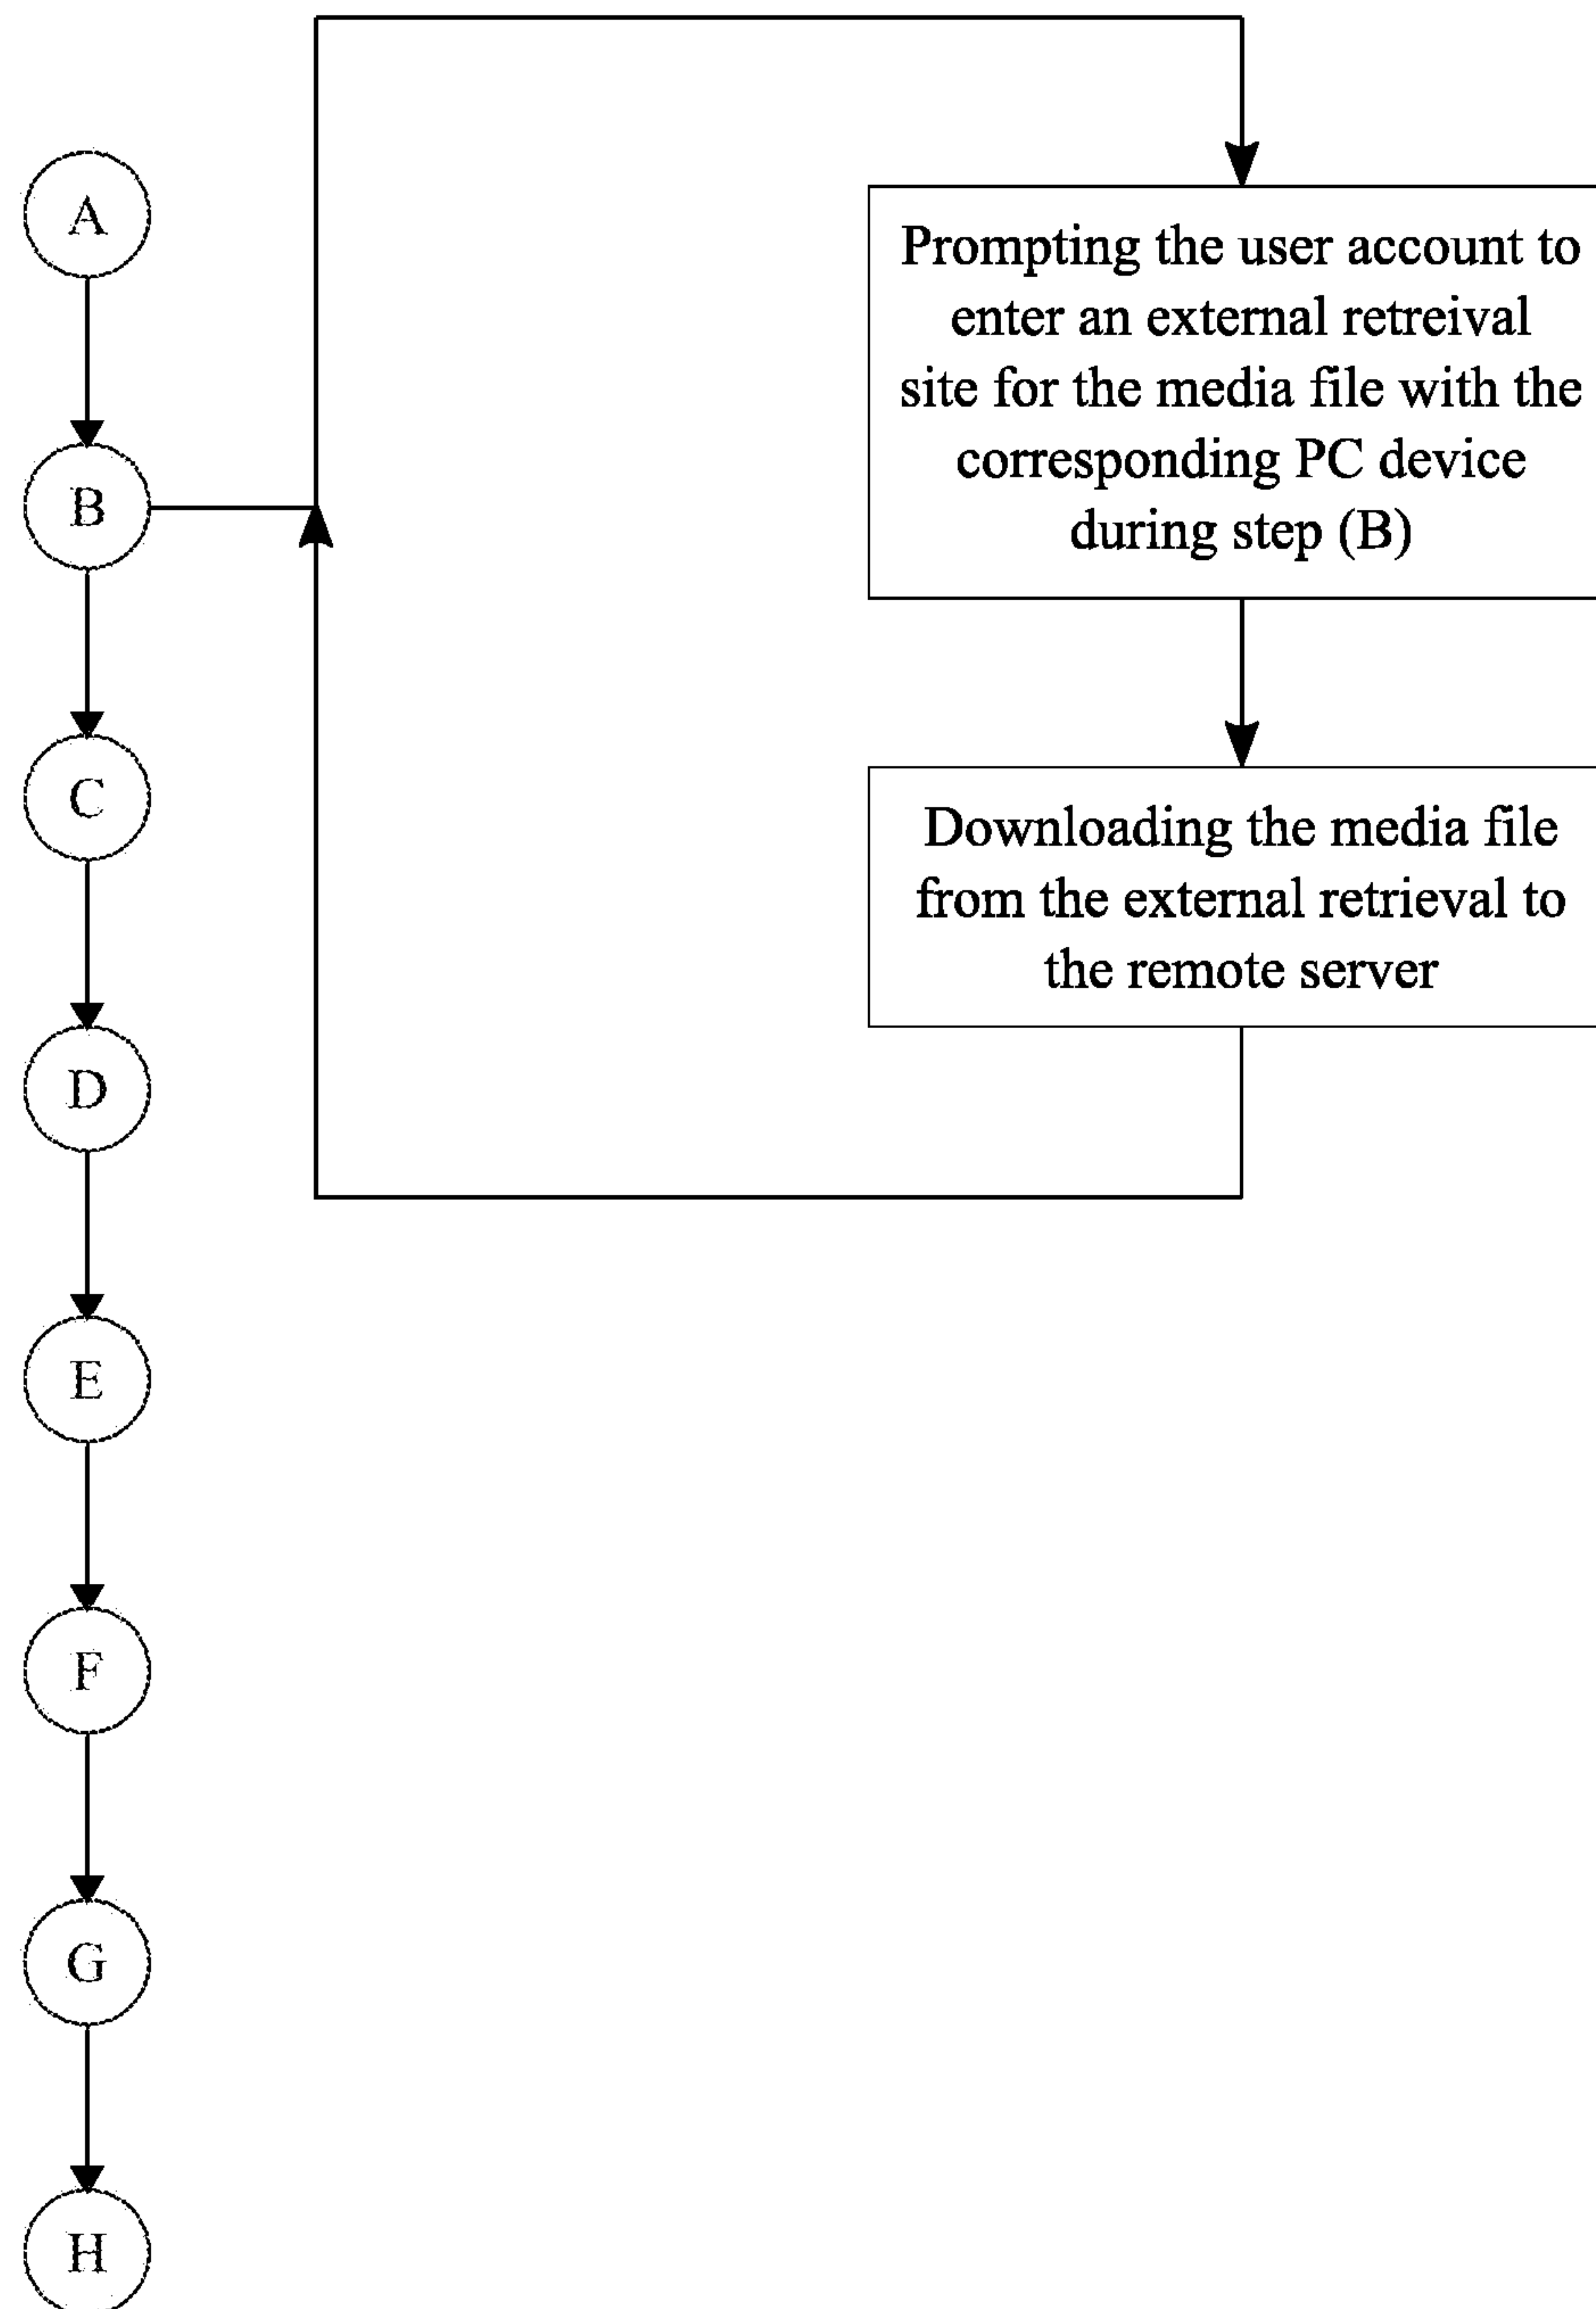 A
B
C
D
E
F
G
H
Prompting the user account to
enter an external retreival
site for the media file with the
corresponding PC device
during step (B)
Downloading the media file
from the external retrieval to
the remote server